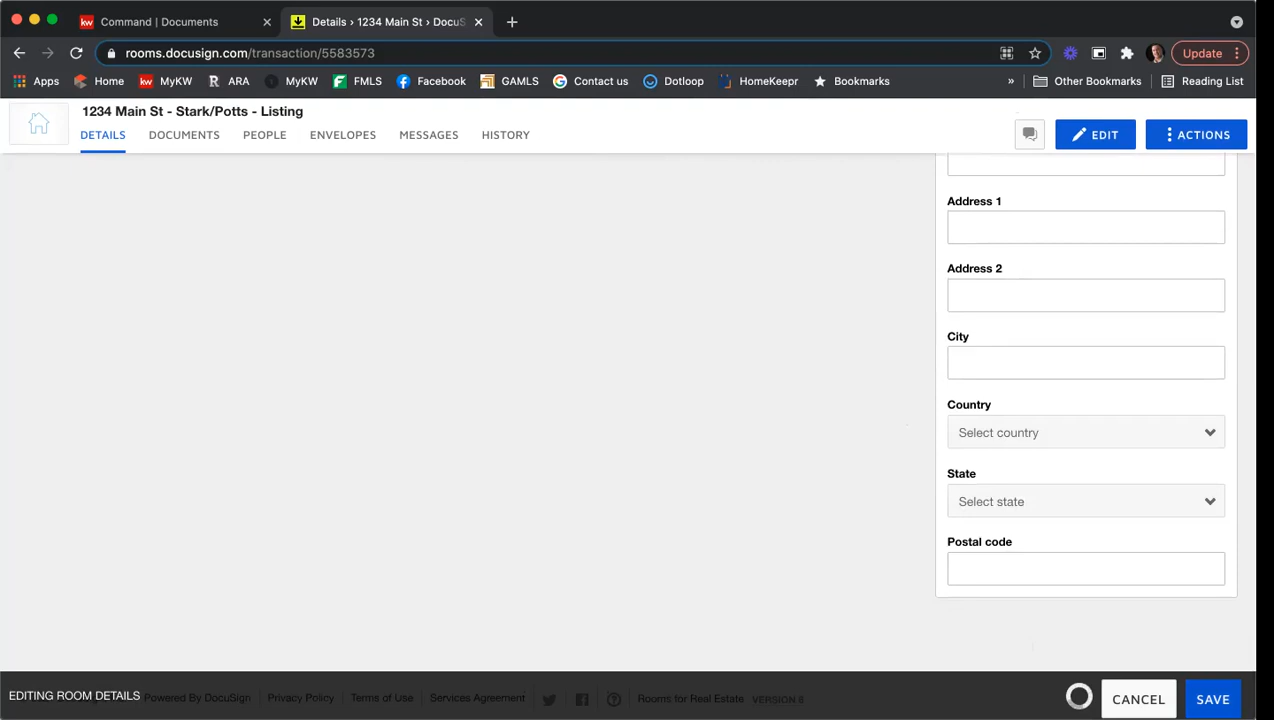 Command | Documents
Details › 1234 Main St › DocuS
rooms.docusign.com/transaction/5583573
Update
Apps
Home
kw MyKW
R ARA
MyKW
FMLS
Facebook
GAMLS
Contact us
Dotloop
HomeKeepr
Bookmarks
»
Other Bookmarks
Reading List
1234 Main St - Stark/Potts - Listing
DETAILS
DOCUMENTS
PEOPLE
ENVELOPES
MESSAGES
HISTORY
EDIT
ACTIONS
Address 1
Address 2
City
Country
Select country
State
Select state
Postal code
EDITING ROOM DETAILS
Powered By DocuSign
Privacy Policy
Terms of Use
Services Agreement
Rooms for Real Estate
VERSION 6
CANCEL
SAVE